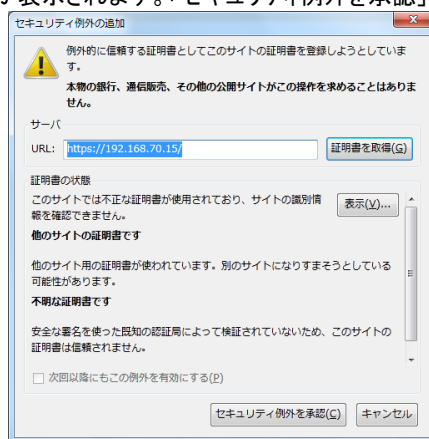 表示されます。「セキュリティ例外を承認」
セキュリティ例外の追加
例外的に信頼する証明書としてこのサイトの証明書を登録しようとしていま
す。
本物の銀行、通信販売、その他の公開サイトがこの操作を求めることはありま
せん。
サーバ
URL: https://192.168.70.15/ 証明書を取得(G)
証明書の状態
このサイトでは不正な証明書が使用されており、サイトの識別情 表示(V)...
報を確認できません。
他のサイトの証明書です
他のサイト用の証明書が使われています。別のサイトになりすまそうとしている
可能性があります。
不明な証明書です
安全な署名を使った既知の認証局によって検証されていないため、このサイトの
証明書は信頼されません。
次回以降にもこの例外を有効にする(P)
セキュリティ例外を承認(C) キャンセル